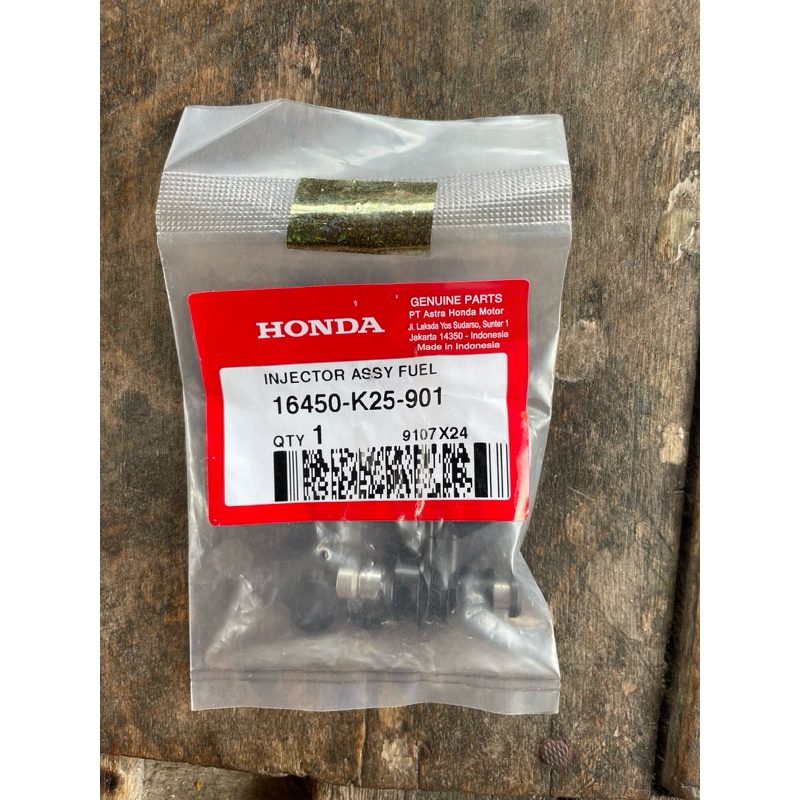 GENUINE PARTS
PT Astra Honda Motor
Jl. Laksda Yos Sudarso, Sunter 1
Jakarta 14350 - Indonesia
Made in Indonesia
HONDA
INJECTOR ASSY FUEL
16450-K25-901
QTY 1 9107X24